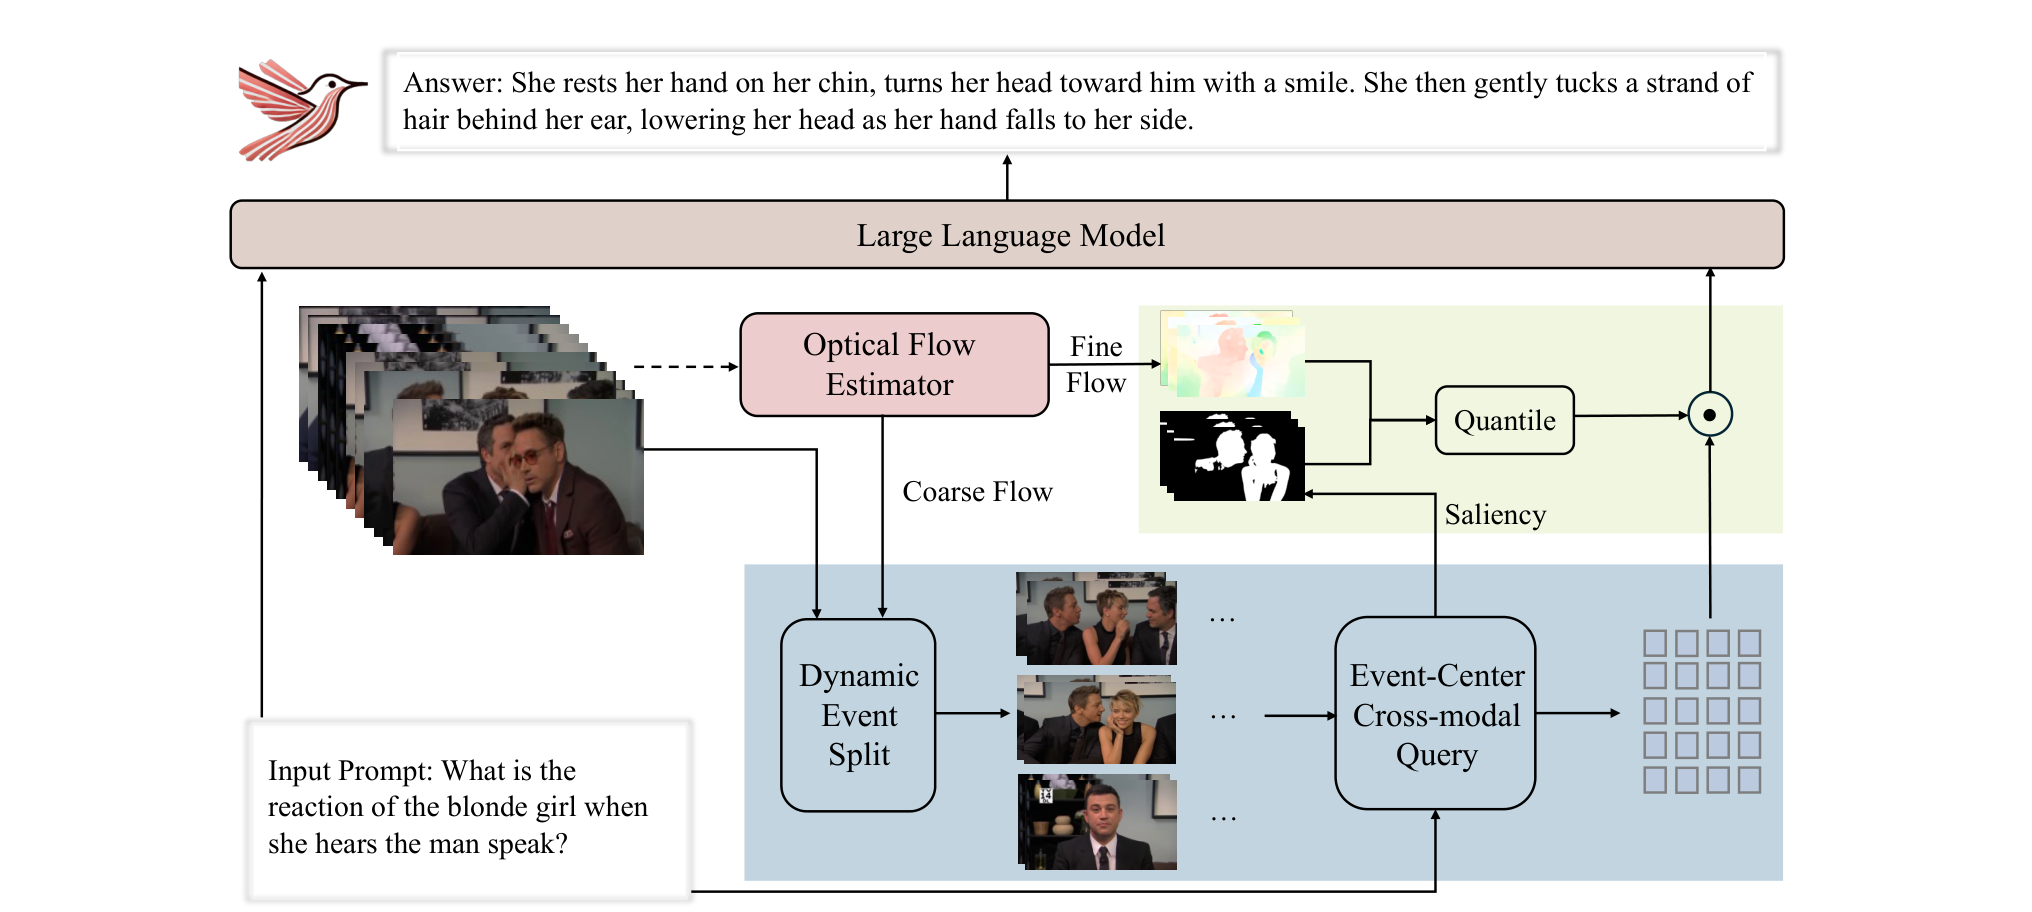 Answer: She rests her hand on her chin, turns her head toward him with a smile. She then gently tucks a strand of
hair behind her ear, lowering her head as her hand falls to her side.
Large Language Model
Optical Flow
Estimator
Fine
Flow
Quantile
Coarse Flow
Saliency
Dynamic
Event
Split
...
...
...
Event-Center
Cross-modal
Query
Input Prompt: What is the
reaction of the blonde girl when
she hears the man speak?